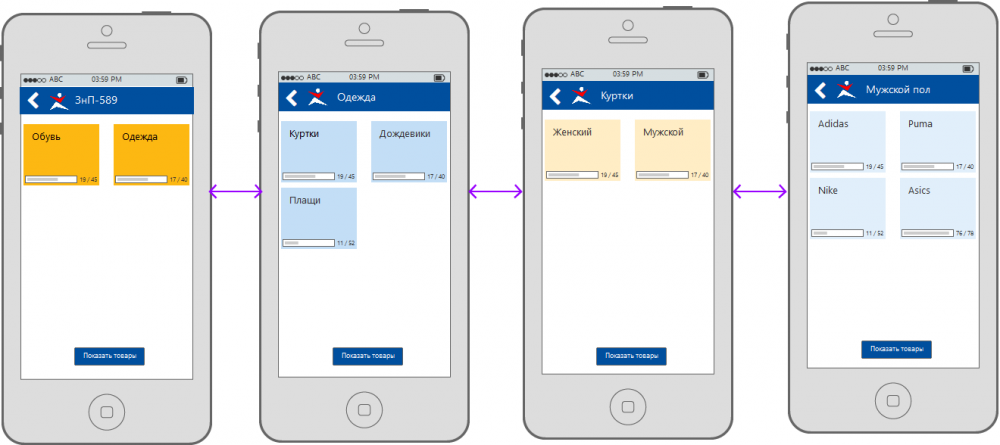 ●●●○○ ABC 03:59 PM
ЗнП-589
Обувь Одежда
19 / 45 17 / 40
Показать товары
●●●○○ ABC 03:59 PM
Одежда
Куртки Дождевики
19 / 45 17 / 40
Плащи
11 / 52
Показать товары
●●●○○ ABC 03:59 PM
Куртки
Женский Мужской
19 / 45 17 / 40
Показать товары
●●●○○ ABC 03:59 PM
Мужской пол
Adidas Puma
19 / 45 17 / 40
Nike Asics
11 / 52 76 / 78
Показать товары